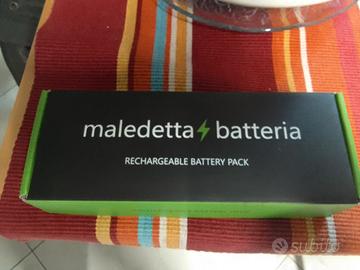 maledetta batteria
RECHARGEABLE BATTERY PACK
subito